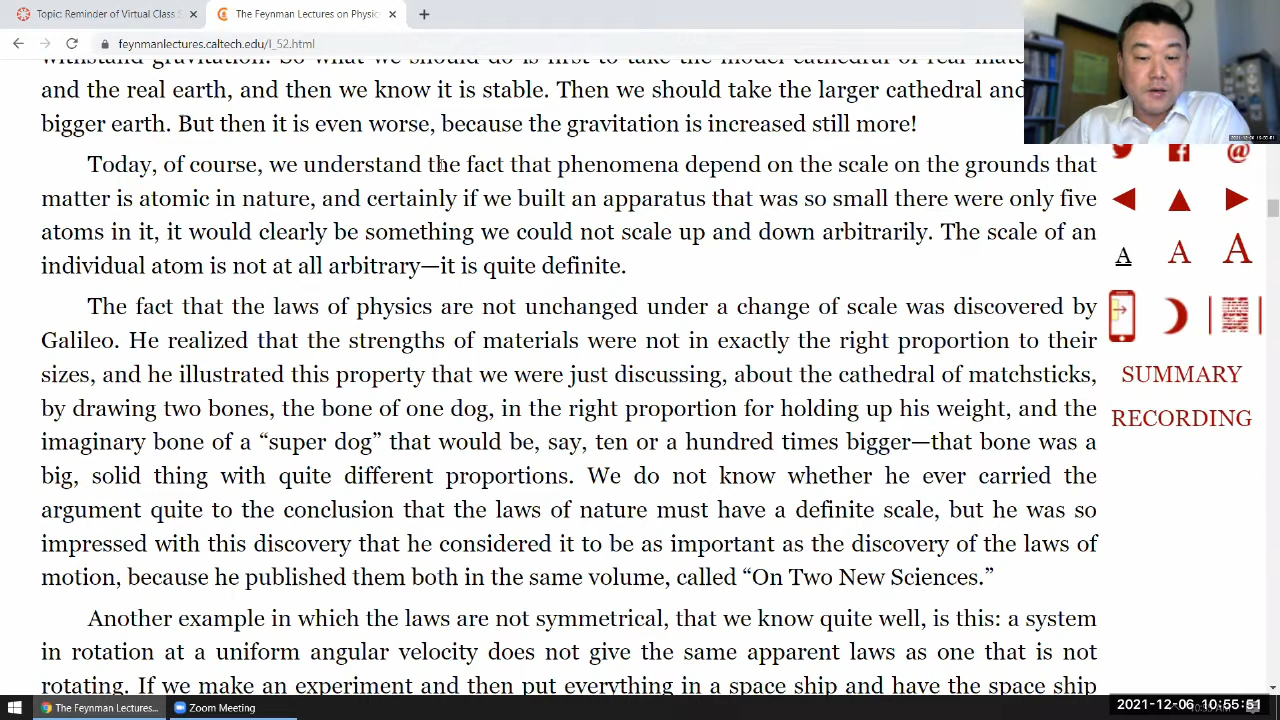 Topic: Reminder of Virtual Class
The Feynman Lectures on Physic
feynmanlectures.caltech.edu/I_52.html
withstand gravitation. So what we should do is first to take the model cathedral of real
and the real earth, and then we know it is stable. Then we should take the larger cathedral and
bigger earth. But then it is even worse, because the gravitation is increased still more!
Today, of course, we understand the fact that phenomena depend on the scale on the grounds that
matter is atomic in nature, and certainly if we built an apparatus that was so small there were only five
atoms in it, it would clearly be something we could not scale up and down arbitrarily. The scale of an
individual atom is not at all arbitrary—it is quite definite.
The fact that the laws of physics are not unchanged under a change of scale was discovered by
Galileo. He realized that the strengths of materials were not in exactly the right proportion to their
sizes, and he illustrated this property that we were just discussing, about the cathedral of matchsticks,
by drawing two bones, the bone of one dog, in the right proportion for holding up his weight, and the
imaginary bone of a “super dog” that would be, say, ten or a hundred times bigger—that bone was a
big, solid thing with quite different proportions. We do not know whether he ever carried the
argument quite to the conclusion that the laws of nature must have a definite scale, but he was so
impressed with this discovery that he considered it to be as important as the discovery of the laws of
motion, because he published them both in the same volume, called “On Two New Sciences.”
Another example in which the laws are not symmetrical, that we know quite well, is this: a system
in rotation at a uniform angular velocity does not give the same apparent laws as one that is not
rotating. If we make an experiment and then put everything in a space ship and have the space ship
@
A A A
SUMMARY
RECORDING
The Feynman Lectures...
Zoom Meeting
2021-12-06 10:55:51